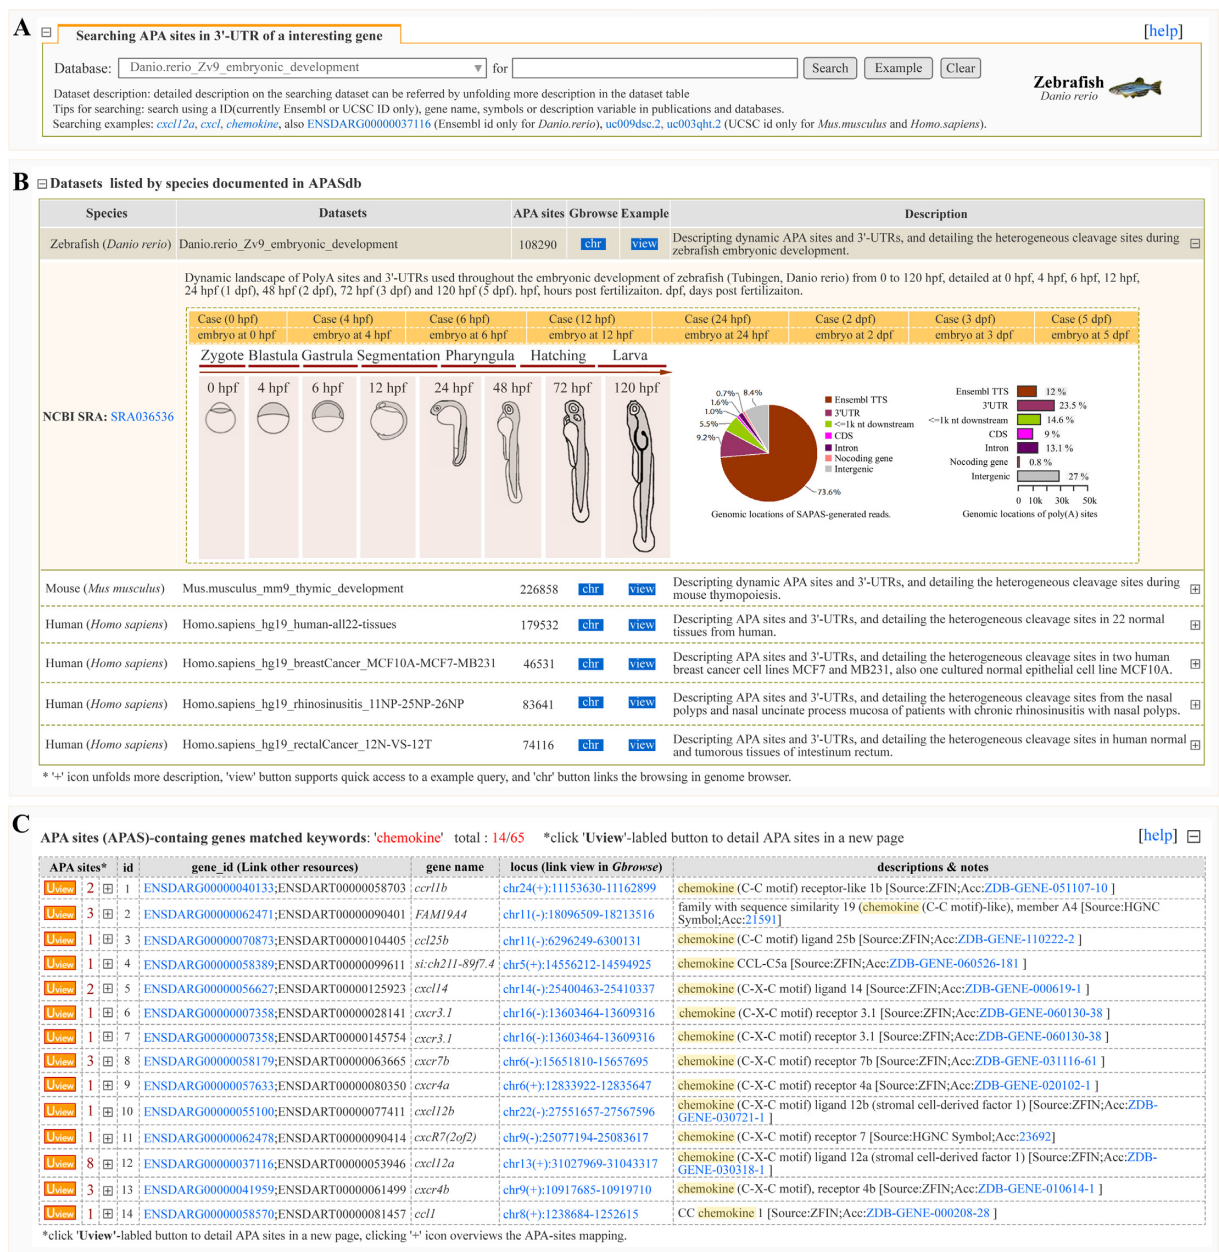 A
Searching APA sites in 3'-UTR of a interesting gene
[help]
Database: Danio.rerio_Zv9_embryonic_development for Search Example Clear
Zebrafish
Danio rerio
Dataset description: detailed description on the searching dataset can be referred by unfolding more description in the dataset table
Tips for searching: search using a ID(currently Ensembl or UCSC ID only), gene name, symbols or description variable in publications and databases.
Searching examples: cxcl12a, cxcl, chemokine, also ENSDARG00000037116 (Ensembl id only for Danio.rerio), uc009dsc.2, uc003qht.2 (UCSC id only for Mus.musculus and Homo.sapiens).
B
Datasets listed by species documented in APASdb
Species Datasets APA sites Gbrowse Example Description
Zebrafish (Danio rerio) Danio.rerio_Zv9_embryonic_development 108290 chr view Descripting dynamic APA sites and 3'-UTRs, and detailing the heterogeneous cleavage sites during
zebrafish embryonic development.
Dynamic landscape of PolyA sites and 3'-UTRs used throughout the embryonic development of zebrafish (Tubingen, Danio rerio) from 0 to 120 hpf, detailed at 0 hpf, 4 hpf, 6 hpf, 12 hpf,
24 hpf (1 dpf), 48 hpf (2 dpf), 72 hpf (3 dpf) and 120 hpf (5 dpf). hpf, hours post fertilizaiton. dpf, days post fertilizaiton.
Case (0 hpf) Case (4 hpf) Case (6 hpf) Case (12 hpf) Case (24 hpf) Case (2 dpf) Case (3 dpf) Case (5 dpf)
embryo at 0 hpf embryo at 4 hpf embryo at 6 hpf embryo at 12 hpf embryo at 24 hpf embryo at 2 dpf embryo at 3 dpf embryo at 5 dpf
Zygote Blastula Gastrula Segmentation Pharyngula Hatching Larva
0 hpf 4 hpf 6 hpf 12 hpf 24 hpf 48 hpf 72 hpf 120 hpf
NCBI SRA: SRA036536
0.7% 8.4%
1.6%
1.0%
5.5%
9.2%
73.6%
Ensembl TTS
3'UTR
<=1k nt downstream
CDS
Intron
Nocoding gene
Intergenic
Genomic locations of SAPAS-generated reads.
Ensembl TTS 12 %
3'UTR 23.5 %
<=1k nt downstream 14.6 %
CDS 9 %
Intron 13.1 %
Nocoding gene 0.8 %
Intergenic 27 %
0 10k 30k 50k
Genomic locations of poly(A) sites
Mouse (Mus musculus) Mus.musculus_mm9_thymic_development 226858 chr view Descripting dynamic APA sites and 3'-UTRs, and detailing the heterogeneous cleavage sites during
mouse thymopoiesis.
Human (Homo sapiens) Homo.sapiens_hg19_human-all22-tissues 179532 chr view Descripting APA sites and 3'-UTRs, and detailing the heterogeneous cleavage sites in 22 normal
tissues from human.
Human (Homo sapiens) Homo.sapiens_hg19_breastCancer_MCF10A-MCF7-MB231 46531 chr view Descripting APA sites and 3'-UTRs, and detailing the heterogeneous cleavage sites in two human
breast cancer cell lines MCF7 and MB231, also one cultured normal epithelial cell line MCF10A.
Human (Homo sapiens) Homo.sapiens_hg19_rhinosinusitis_11NP-25NP-26NP 83641 chr view Descripting APA sites and 3'-UTRs, and detailing the heterogeneous cleavage sites from the nasal
polyps and nasal uncinate process mucosa of patients with chronic rhinosinusitis with nasal polyps.
Human (Homo sapiens) Homo.sapiens_hg19_rectalCancer_12N-VS-12T 74116 chr view Descripting APA sites and 3'-UTRs, and detailing the heterogeneous cleavage sites in human normal
and tumorous tissues of intestinum rectum.
* '+' icon unfolds more description, 'view' button supports quick access to a example query, and 'chr' button links the browsing in genome browser.
C
APA sites (APAS)-containg genes matched keywords: 'chemokine' total : 14/65 *click 'Uview'-labled button to detail APA sites in a new page [help]
APA sites* id gene_id (Link other resources) gene name locus (link view in Gbrowse) descriptions & notes
Uview 2 1 ENSDARG00000040133;ENSDART00000058703 ccrl1b chr24(+):11153630-11162899 chemokine (C-C motif) receptor-like 1b [Source:ZFIN;Acc:ZDB-GENE-051107-10 ]
Uview 3 2 ENSDARG00000062471;ENSDART00000090401 FAM19A4 chr11(-):18096509-18213516 family with sequence similarity 19 (chemokine (C-C motif)-like), member A4 [Source:HGNC
Symbol;Acc:21591]
Uview 1 3 ENSDARG00000070873;ENSDART00000104405 ccl25b chr11(-):6296249-6300131 chemokine (C-C motif) ligand 25b [Source:ZFIN;Acc:ZDB-GENE-110222-2 ]
Uview 1 4 ENSDARG00000058389;ENSDART00000099611 si:ch211-89f7.4 chr5(+):14556212-14594925 chemokine CCL-C5a [Source:ZFIN;Acc:ZDB-GENE-060526-181 ]
Uview 2 5 ENSDARG00000056627;ENSDART00000125923 cxcl14 chr14(-):25400463-25410337 chemokine (C-X-C motif) ligand 14 [Source:ZFIN;Acc:ZDB-GENE-000619-1 ]
Uview 1 6 ENSDARG00000007358;ENSDART00000028141 cxcr3.1 chr16(-):13603464-13609316 chemokine (C-X-C motif) receptor 3.1 [Source:ZFIN;Acc:ZDB-GENE-060130-38 ]
Uview 1 7 ENSDARG00000007358;ENSDART00000145754 cxcr3.1 chr16(-):13603464-13609316 chemokine (C-X-C motif) receptor 3.1 [Source:ZFIN;Acc:ZDB-GENE-060130-38 ]
Uview 3 8 ENSDARG00000058179;ENSDART00000063665 cxcr7b chr6(-):15651810-15657695 chemokine (C-X-C motif) receptor 7b [Source:ZFIN;Acc:ZDB-GENE-031116-61 ]
Uview 1 9 ENSDARG00000057633;ENSDART00000080350 cxcr4a chr6(+):12833922-12835647 chemokine (C-X-C motif) receptor 4a [Source:ZFIN;Acc:ZDB-GENE-020102-1 ]
Uview 1 10 ENSDARG00000055100;ENSDART00000077411 cxcl12b chr22(-):27551657-27567596 chemokine (C-X-C motif) ligand 12b (stromal cell-derived factor 1) [Source:ZFIN;Acc:ZDB-
GENE-030721-1 ]
Uview 1 11 ENSDARG00000062478;ENSDART00000090414 cxcR7(2of2) chr9(-):25077194-25083617 chemokine (C-X-C motif) receptor 7 [Source:HGNC Symbol;Acc:23692]
Uview 8 12 ENSDARG00000037116;ENSDART00000053946 cxcl12a chr13(+):31027969-31043317 chemokine (C-X-C motif) ligand 12a (stromal cell-derived factor 1) [Source:ZFIN;Acc:ZDB-
GENE-030318-1 ]
Uview 3 13 ENSDARG00000041959;ENSDART00000061499 cxcr4b chr9(+):10917685-10919710 chemokine (C-X-C motif), receptor 4b [Source:ZFIN;Acc:ZDB-GENE-010614-1 ]
Uview 1 14 ENSDARG00000058570;ENSDART00000081457 ccl1 chr8(+):1238684-1252615 CC chemokine 1 [Source:ZFIN;Acc:ZDB-GENE-000208-28 ]
*click 'Uview'-labled button to detail APA sites in a new page, clicking '+' icon overviews the APA-sites mapping.